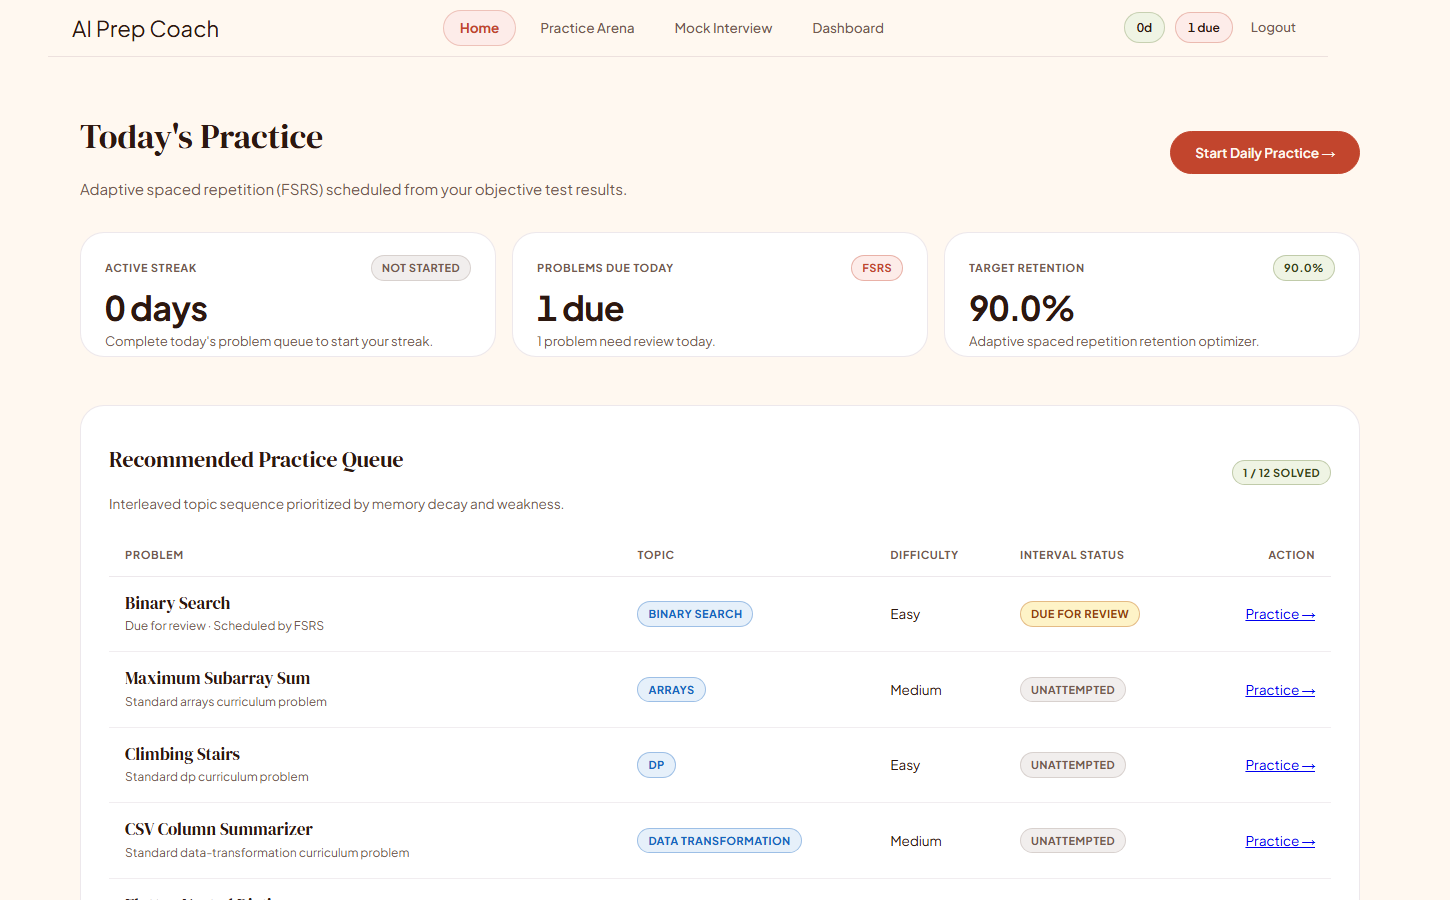 AI Prep Coach
Home
Practice Arena
Mock Interview
Dashboard
0d
1 due
Logout
Today's Practice
Start Daily Practice →
Adaptive spaced repetition (FSRS) scheduled from your objective test results.
ACTIVE STREAK
NOT STARTED
0 days
Complete today's problem queue to start your streak.
PROBLEMS DUE TODAY
FSRS
1 due
1 problem need review today.
TARGET RETENTION
90.0%
90.0%
Adaptive spaced repetition retention optimizer.
Recommended Practice Queue
1 / 12 SOLVED
Interleaved topic sequence prioritized by memory decay and weakness.
PROBLEM TOPIC DIFFICULTY INTERVAL STATUS ACTION
Binary Search
Due for review · Scheduled by FSRS
BINARY SEARCH
Easy
DUE FOR REVIEW
Practice →
Maximum Subarray Sum
Standard arrays curriculum problem
ARRAYS
Medium
UNATTEMPTED
Practice →
Climbing Stairs
Standard dp curriculum problem
DP
Easy
UNATTEMPTED
Practice →
CSV Column Summarizer
Standard data-transformation curriculum problem
DATA TRANSFORMATION
Medium
UNATTEMPTED
Practice →